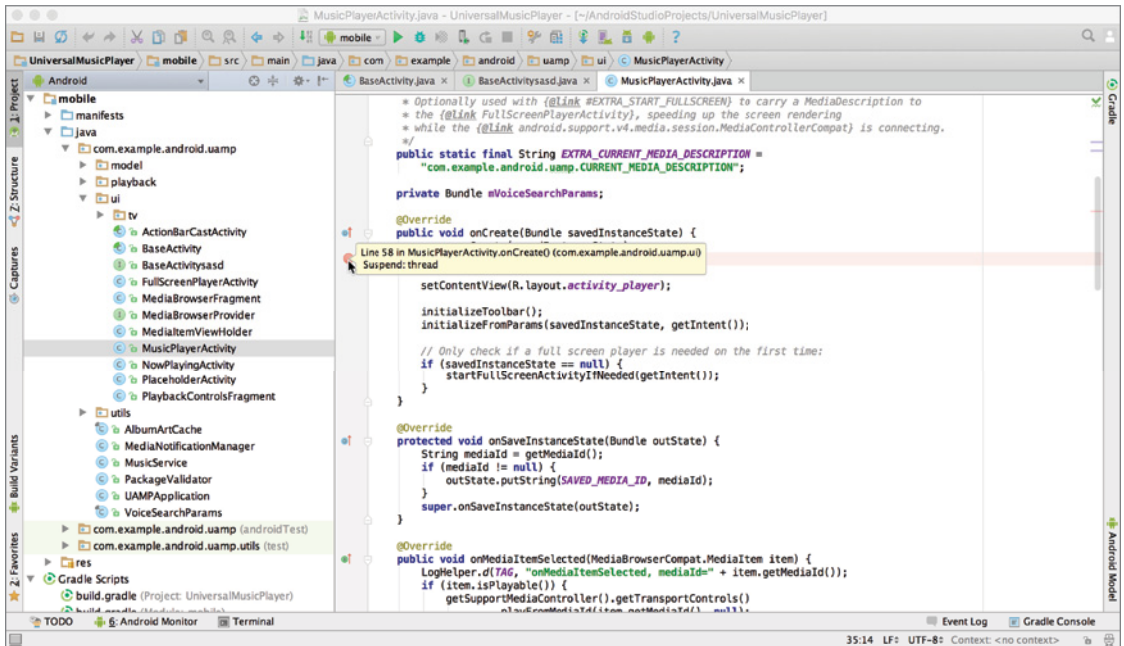 MusicPlayerActivity.java - UniversalMusicPlayer - [~/AndroidStudioProjects/UniversalMusicPlayer]
mobile
UniversalMusicPlayer mobile src main java com example android uamp ui MusicPlayerActivity
Android
BaseActivity.java × BaseActivitysasd.java × MusicPlayerActivity.java ×
1: Project
Z: Structure
Captures
Build Variants
2: Favorites
mobile
manifests
java
com.example.android.uamp
model
playback
ui
tv
ActionBarCastActivity
BaseActivity
BaseActivitysasd
FullScreenPlayerActivity
MediaBrowserFragment
MediaBrowserProvider
MediaItemViewHolder
MusicPlayerActivity
NowPlayingActivity
PlaceholderActivity
PlaybackControlsFragment
utils
AlbumArtCache
MediaNotificationManager
MusicService
PackageValidator
UAMPApplication
VoiceSearchParams
com.example.android.uamp (androidTest)
com.example.android.uamp.utils (test)
res
Gradle Scripts
build.gradle (Project: UniversalMusicPlayer)
* Optionally used with {@link #EXTRA_START_FULLSCREEN} to carry a MediaDescription to
* the {@link FullScreenPlayerActivity}, speeding up the screen rendering
* while the {@link android.support.v4.media.session.MediaControllerCompat} is connecting.
*/
public static final String EXTRA_CURRENT_MEDIA_DESCRIPTION =
"com.example.android.uamp.CURRENT_MEDIA_DESCRIPTION";
private Bundle mVoiceSearchParams;
@Override
public void onCreate(Bundle savedInstanceState) {
Line 58 in MusicPlayerActivity.onCreate() (com.example.android.uamp.ui)
Suspend: thread
setContentView(R.layout.activity_player);
initializeToolbar();
initializeFromParams(savedInstanceState, getIntent());
// Only check if a full screen player is needed on the first time:
if (savedInstanceState == null) {
startFullScreenActivityIfNeeded(getIntent());
}
}
@Override
protected void onSaveInstanceState(Bundle outState) {
String mediaId = getMediaId();
if (mediaId != null) {
outState.putString(SAVED_MEDIA_ID, mediaId);
}
super.onSaveInstanceState(outState);
}
@Override
public void onMediaItemSelected(MediaBrowserCompat.MediaItem item) {
LogHelper.d(TAG, "onMediaItemSelected, mediaId=" + item.getMediaId());
if (item.isPlayable()) {
getSupportMediaController().getTransportControls()
Gradle
Android Model
TODO 6: Android Monitor Terminal Event Log Gradle Console
35:14 LF÷ UTF-8÷ Context: <no context>